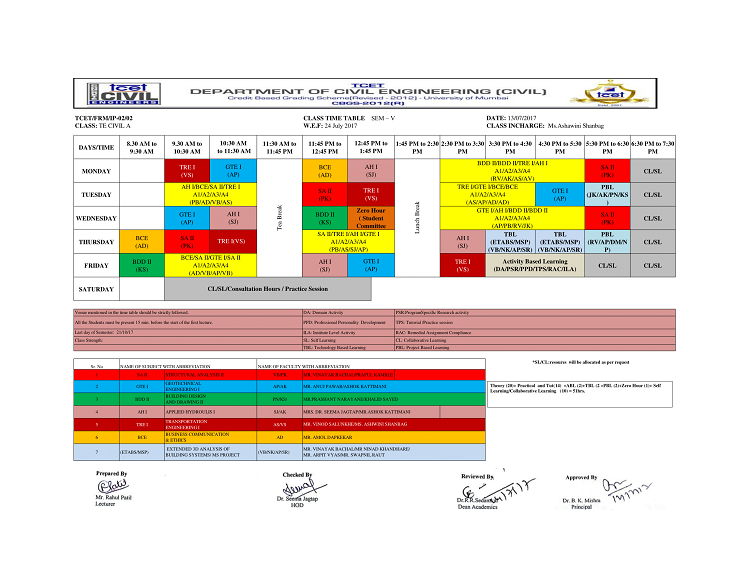 tcet
CIVIL
ENGINEERS
TCET
DEPARTMENT OF CIVIL ENGINEERING (CIVIL)
Credit Based Grading Scheme(Revised - 2012) - University of Mumbai
CBGS-2012(R)
tcet
TCET/FRM/IP-02/02
CLASS TIME TABLE SEM – V
DATE: 13/07/2017
CLASS: TE CIVIL A
W.E.F: 24 July 2017
CLASS INCHARGE: Ms.Ashawini Shanbag
DAYS/TIME
8.30 AM to 9:30 AM
9.30 AM to 10:30 AM
10:30 AM to 11:30 AM
11:30 AM to 11:45 PM
11:45 PM to 12:45 PM
12:45 PM to 1:45 PM
1:45 PM to 2:30 PM
2:30 PM to 3:30 PM
3:30 PM to 4:30 PM
4:30 PM to 5:30 PM
5:30 PM to 6:30 PM
6:30 PM to 7:30 PM
MONDAY
TRE I (VS)
GTE I (AP)
Tea Break
BCE (AD)
AH I (SJ)
Lunch Break
BDD II/BDD II/TRE I/AH I
A1/A2/A3/A4
(RV/AK/AS/AV)
SA II (PK)
CL/SL
TUESDAY
AH I/BCE/SA II/TRE I
A1/A2/A3/A4
(PB/AD/VB/AS)
SA II (PK)
TRE I (VS)
TRE I/GTE I/BCE/BCE
A1/A2/A3/A4
(AS/AP/AD/AD)
GTE I (AP)
PBL (JK/AK/PN/KS)
CL/SL
WEDNESDAY
GTE I (AP)
AH I (SJ)
BDD II (KS)
Zero Hour ( Student Committee
GTE I/AH I/BDD II/BDD II
A1/A2/A3/A4
(AP/PB/RV/JK)
SA II (PK)
CL/SL
THURSDAY
BCE (AD)
SA II (PK)
TRE I(VS)
SA II/TRE I/AH I/GTE I
A1/A2/A3/A4
(PB/AS/SJ/AP)
AH I (SJ)
TBL (ETABS/MSP) (VB/NK/AP/SR)
TBL (ETABS/MSP) (VB/NK/AP/SR)
PBL (RV/AP/DM/NP)
CL/SL
FRIDAY
BDD II (KS)
BCE/SA II/GTE I/SA II
A1/A2/A3/A4
(AD/VB/AP/VB)
AH I (SJ)
GTE I (AP)
TRE I (VS)
Activity Based Learning
(DA/PSR/PPD/TPS/RAC/ILA)
CL/SL
CL/SL
SATURDAY
CL/SL/Consultation Hours / Practice Session
Venue mentioned in the time table should be strictly followed.
DA: Domain Activity
PSR:Program Specific Research activity
All the Students must be present 15 min. before the start of the first lecture.
PPD: Professional Personality Development
TPS: Tutorial Practice session
Last day of Semester: 21/10/17
ILA: Institute Level Activity
RAC: Remedial Assignment Compliance
Class Strength:
SL: Self Learning
CL: Collaborative Learning
TBL: Technology Based Learning
PBL: Project Based Learning
*SL/CL:resource will be allocated as per request
Sr. No
NAME OF SUBJECT WITH ABBREVIATION
NAME OF FACULTY WITH ABBREVIATION
2 GTE I GEOTECHNICAL ENGINEERING I AP/AK MR. ANUJ PAWAR/ASHOK KATTIMANI
3 BDD II BUILDING DESIGN AND DRAWING II PN/KS MR.PRASHANT NARAYANE/KHALED SAYED
4 AH I APPLIED HYDRAULICS I SJ/AK MRS. DR. SEEMA JAGTAP/MR ASHOK KATTIMANI
5 TRE I TRANSPORTATION ENGINEERING I AS/VS MR. VINOD SALUNKHE/MS. ASHWINI SHANBAG
6 BCE BUSINESS COMMUNICATION & ETHICS AD MR. AMOL DAPKEKAR
7 (ETABS/MSP) EXTENDED 3D ANALYSIS OF BUILDING SYSTEMS/ MS PROJECT (VB/NK/AP/SR) MR. VINAYAK BACHAL/MR NINAD KHANDHARE/ MR. ARPIT VYAS/MR. SWAPNIL RAUT
Theory (20)+ Practical and Tut(14) +ABL (2)+TBL (2 +PBL (2)+Zero Hour (1)+ Self
Learning/Collaborative Learning (10) = 51hrs.
Prepared By
Mr. Rahul Patil
Lecturer
Checked By
Dr. Seema Jagtap
HOD
Reviewed By
Dean Academics
Approved By
Dr. B. K. Mishra
Principal